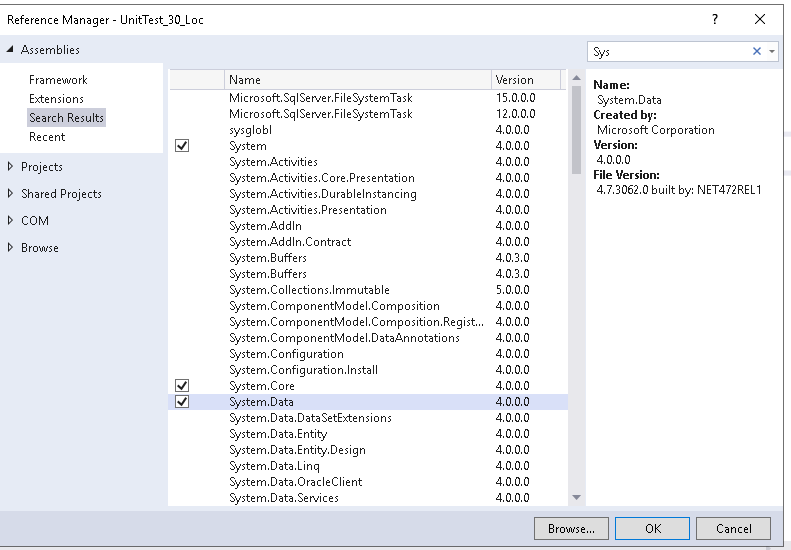 Reference Manager - UnitTest_30_Loc
Assemblies
Framework
Extensions
Search Results
Recent
Projects
Shared Projects
COM
Browse
Name Version
Microsoft.SqlServer.FileSystemTask 15.0.0.0
Microsoft.SqlServer.FileSystemTask 12.0.0.0
sysglobl 4.0.0.0
System 4.0.0.0
System.Activities 4.0.0.0
System.Activities.Core.Presentation 4.0.0.0
System.Activities.DurableInstancing 4.0.0.0
System.Activities.Presentation 4.0.0.0
System.AddIn 4.0.0.0
System.AddIn.Contract 4.0.0.0
System.Buffers 4.0.3.0
System.Buffers 4.0.3.0
System.Collections.Immutable 5.0.0.0
System.ComponentModel.Composition 4.0.0.0
System.ComponentModel.Composition.Regist... 4.0.0.0
System.ComponentModel.DataAnnotations 4.0.0.0
System.Configuration 4.0.0.0
System.Configuration.Install 4.0.0.0
System.Core 4.0.0.0
System.Data 4.0.0.0
System.Data.DataSetExtensions 4.0.0.0
System.Data.Entity 4.0.0.0
System.Data.Entity.Design 4.0.0.0
System.Data.Linq 4.0.0.0
System.Data.OracleClient 4.0.0.0
System.Data.Services 4.0.0.0
Sys
Name:
System.Data
Created by:
Microsoft Corporation
Version:
4.0.0.0
File Version:
4.7.3062.0 built by: NET472REL1
Browse... OK Cancel